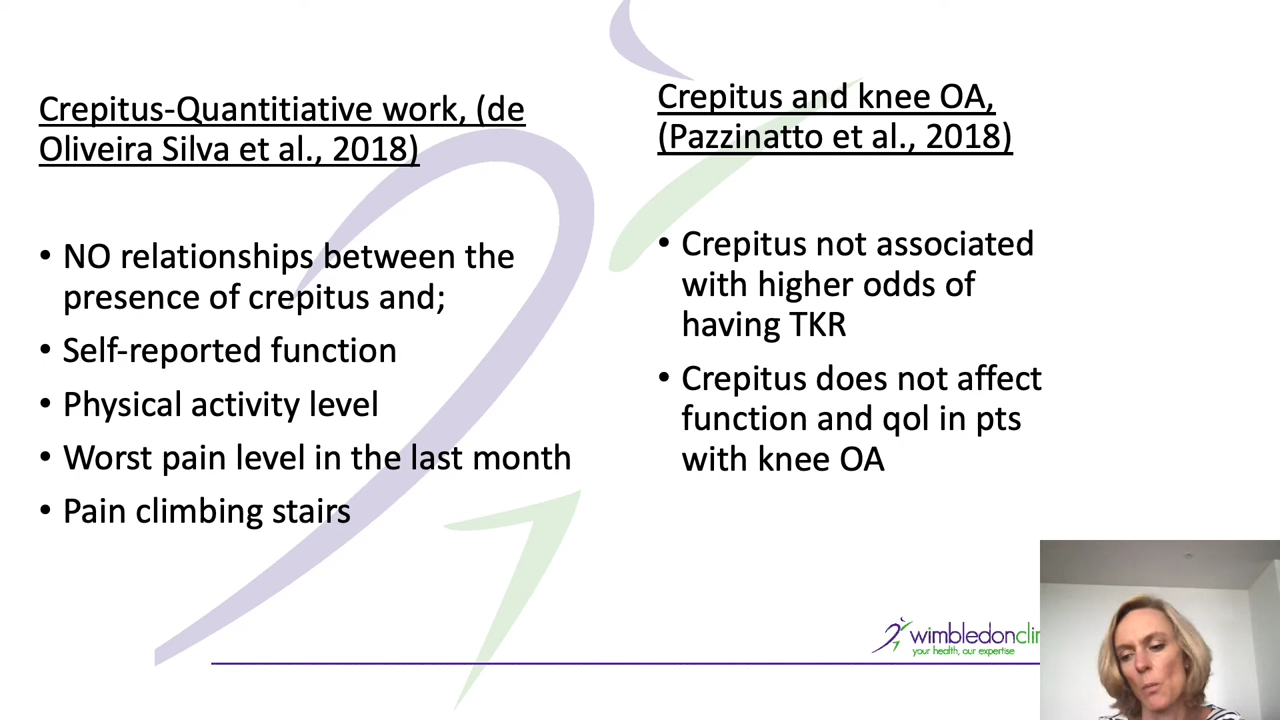 Crepitus-Quantitiative work, (de
Oliveira Silva et al., 2018)
• NO relationships between the
presence of crepitus and;
• Self-reported function
• Physical activity level
• Worst pain level in the last month
• Pain climbing stairs
Crepitus and knee OA,
(Pazzinatto et al., 2018)
• Crepitus not associated
with higher odds of
having TKR
• Crepitus does not affect
function and qol in pts
with knee OA
wimbledonclin
your health, our expertise